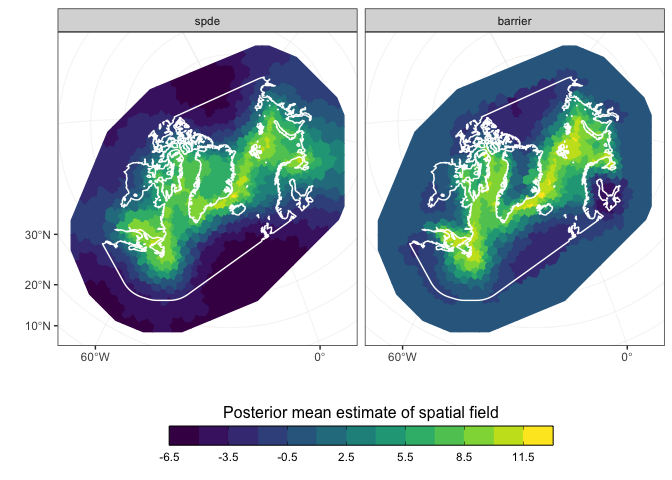 spde barrier
30°N
20°N
10°N
60°W 0° 60°W 0°
Posterior mean estimate of spatial field
-6.5 -3.5 -0.5 2.5 5.5 8.5 11.5